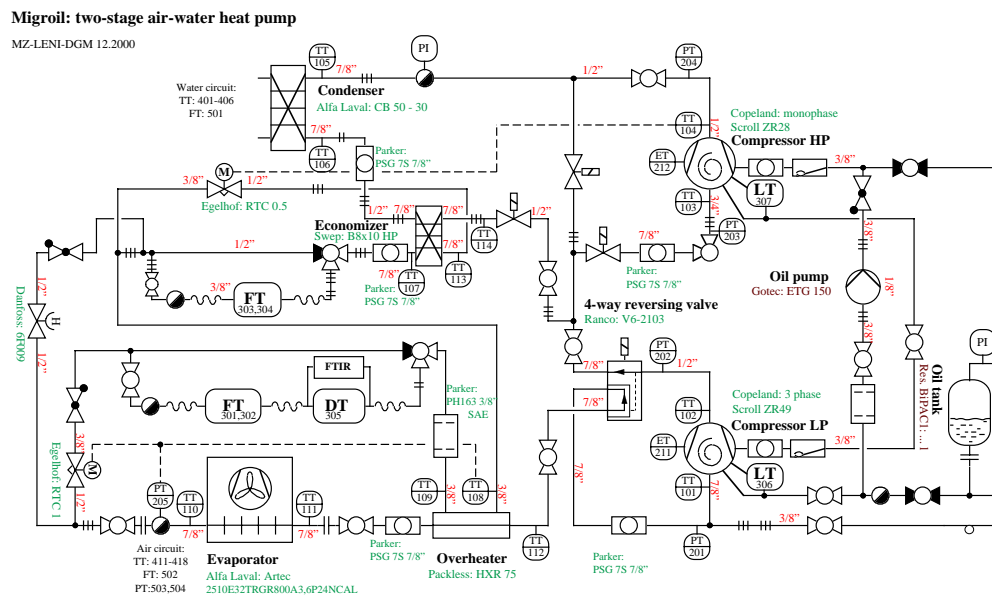 Migroil: two-stage air-water heat pump
MZ-LENI-DGM 12.2000
TT
105
7/8”
PI
1/2”
PT
204
Water circuit:
TT: 401-406
FT: 501
Condenser
Alfa Laval: CB 50 - 30
7/8”
TT
106
7/8”
Parker:
PSG 7S 7/8”
TT
104
1/2”
Copeland: monophase
Scroll ZR28
Compressor HP
ET
212
3/8”
LT
307
3/8”
M
1/2”
Egelhof: RTC 0.5
TT
103
3/4”
PT
203
1/2”
7/8”
7/8”
TT
114
1/2”
Economizer
Swep: B8x10 HP
1/2”
7/8”
7/8”
TT
107
TT
113
Parker:
PSG 7S 7/8”
3/8”
FT
303,304
7/8”
Parker:
PSG 7S 7/8”
3/8”
Oil pump
Gotec: ETG 150
1/8”
3/8”
4-way reversing valve
Ranco: V6-2103
1/2”
Danfoss: 6F009
H
1/2”
PT
202
7/8”
1/2”
7/8”
FTIR
FT
301,302
DT
305
Parker:
PH163 3/8”
SAE
TT
102
Copeland: 3 phase
Scroll ZR49
Compressor LP
ET
211
3/8”
LT
306
Oil tank
Res. BiPAC1: ... 1
PI
3/8”
M
Egelhof: RTC 1
1/2”
PT
205
TT
110
7/8”
TT
111
7/8”
TT
109
3/8”
TT
108
3/8”
7/8”
TT
101
7/8”
Air circuit:
TT: 411-418
FT: 502
PT:503,504
Evaporator
Alfa Laval: Artec
2510E32TRGR800A3,6P24NCAL
Parker:
PSG 7S 7/8”
Overheater
Packless: HXR 75
TT
112
Parker:
PSG 7S 7/8”
PT
201
3/8”